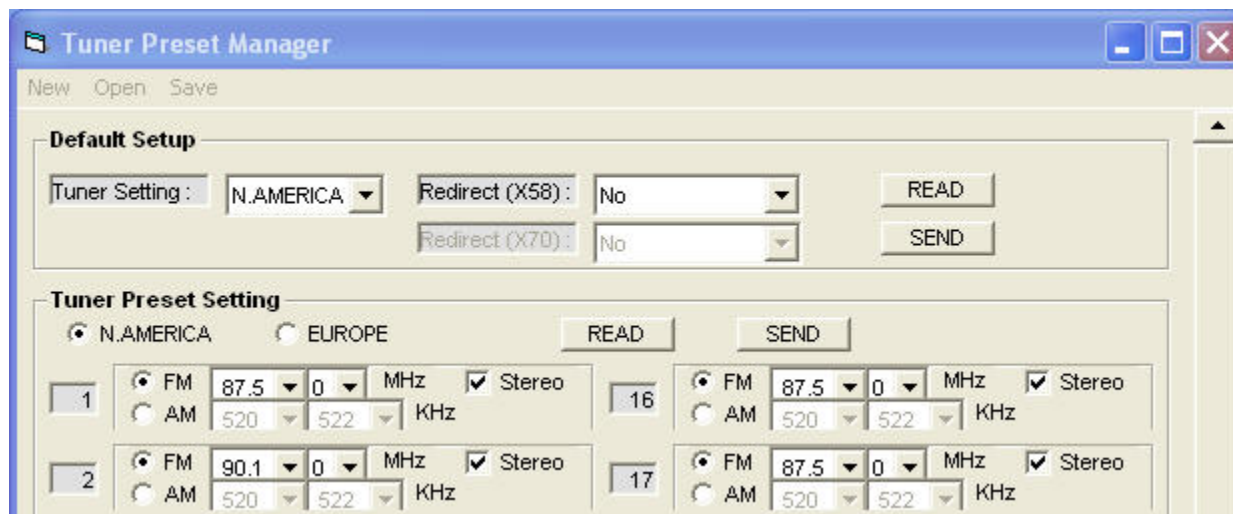 Tuner Preset Manager
New Open Save
Default Setup
Tuner Setting : N.AMERICA Redirect (X58) : No READ
Redirect (X70) : No SEND
Tuner Preset Setting
N.AMERICA EUROPE READ SEND
1 FM 87.5 0 MHz Stereo 16 FM 87.5 0 MHz Stereo
AM 520 522 KHz AM 520 522 KHz
2 FM 90.1 0 MHz Stereo 17 FM 87.5 0 MHz Stereo
AM 520 522 KHz AM 520 522 KHz